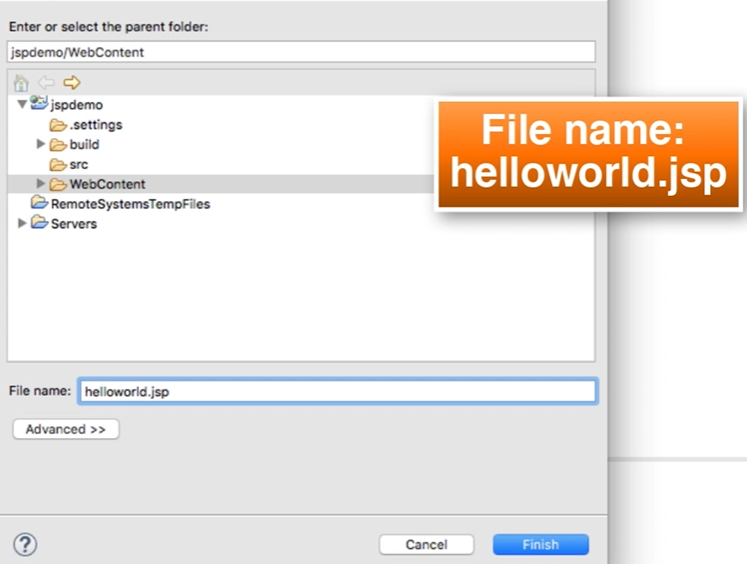 Enter or select the parent folder:
jspdemo/WebContent
jspdemo
.settings
build
src
WebContent
RemoteSystemsTempFiles
Servers
File name:
helloworld.jsp
File name: helloworld.jsp
Advanced >>
?
Cancel Finish